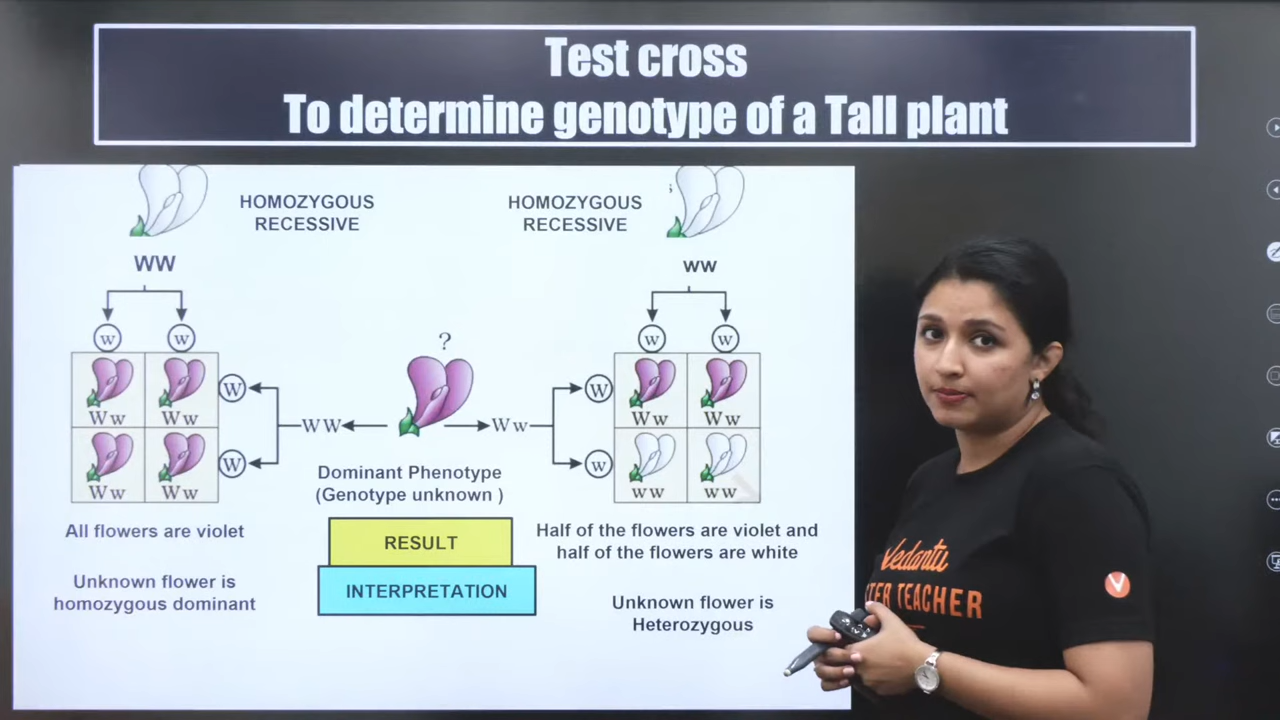 Test cross
To determine genotype of a Tall plant
HOMOZYGOUS
RECESSIVE
HOMOZYGOUS
RECESSIVE
s
WW
ww
w w
w w
?
W
W
W
w
Ww Ww
Ww Ww
WW
Ww
Ww Ww
ww ww
Dominant Phenotype
(Genotype unknown )
All flowers are violet
RESULT
Half of the flowers are violet and
half of the flowers are white
Unknown flower is
homozygous dominant
INTERPRETATION
Unknown flower is
Heterozygous
Vedantu
TER TEACHER
V